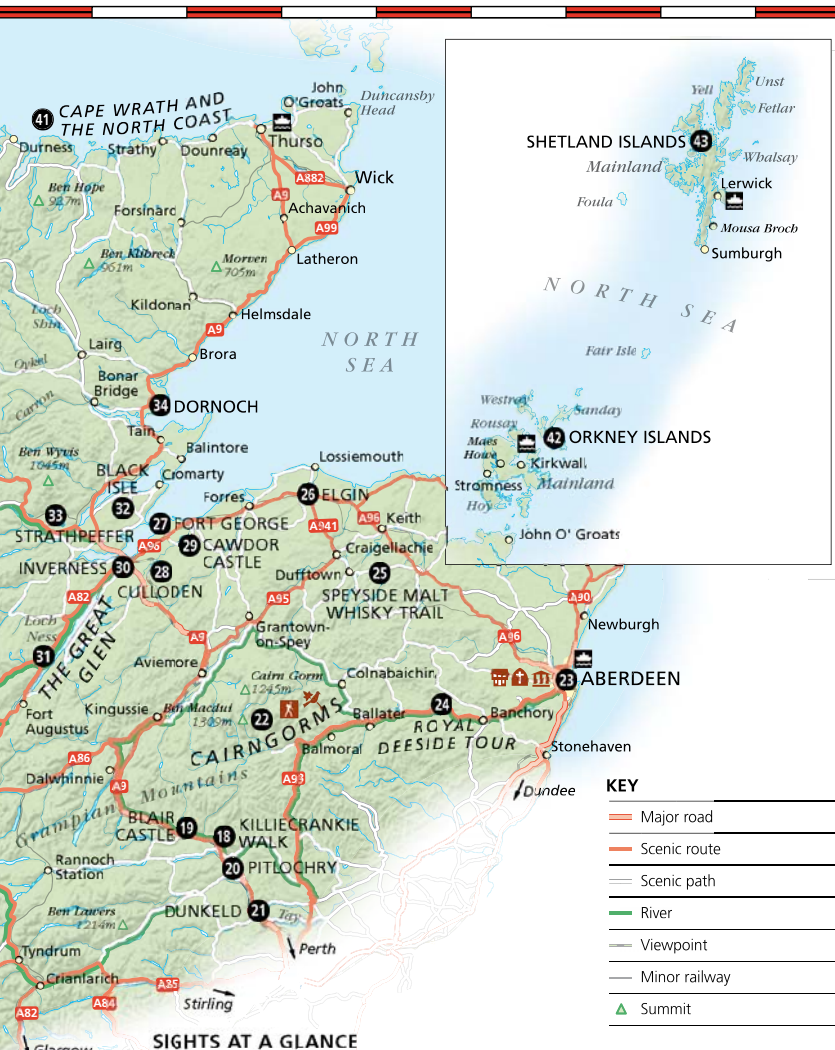 41
CAPE WRATH AND
THE NORTH COAST
John
O'Groats
Duncansby
Head
Durness
Strathy
Dounreay
Thurso
Ben Hope
927m
A882
Wick
A9
Achavanich
Forsinard
A99
Ben Klibreck
961m
Morven
705m
Latheron
Kildonan
Helmsdale
Loch
Shin
A9
NORTH
SEA
Lairg
Brora
Oykel
Bonar
Bridge
Carron
34
DORNOCH
Tain
Ben Wyvis
1045m
Balintore
BLACK
ISLE
Cromarty
Lossiemouth
32
Forres
26
ELGIN
33
STRATHPEFFER
27
FORT GEORGE
A941
A96
Keith
A96
29
CAWDOR
CASTLE
Craigellachie
INVERNESS
30
28
CULLODEN
Dufftown
25
SPEYSIDE MALT
WHISKY TRAIL
A82
A95
A90
Newburgh
Loch
Ness
THE GREAT
GLEN
31
A9
Grantown-
on-Spey
A96
Aviemore
Cairn Gorm
1245m
Colnabaichin
23
ABERDEEN
Fort
Augustus
Kingussie
Ben Macdui
1309m
22
CAIRNGORMS
24
Ballater
ROYAL
DEESIDE TOUR
Banchory
Balmoral
Stonehaven
A86
Dalwhinnie
A9
A93
Dundee
Grampian Mountains
BLAIR
CASTLE
19
18
KILLIECRANKIE
WALK
Rannoch
Station
20
PITLOCHRY
Ben Lawers
1214m
DUNKELD
21
Tay
Perth
Tyndrum
Crianlarich
A85
A84
A82
Stirling
Glasgow
SIGHTS AT A GLANCE
Yell
Unst
Fetlar
SHETLAND ISLANDS
43
Whalsay
Mainland
Lerwick
Foula
Mousa Broch
Sumburgh
NORTH SEA
Fair Isle
Westray
Sanday
Rousay
42
ORKNEY ISLANDS
Maes
Howe
Kirkwall
Stromness
Mainland
Hoy
John O' Groats
KEY
Major road
Scenic route
Scenic path
River
Viewpoint
Minor railway
Summit